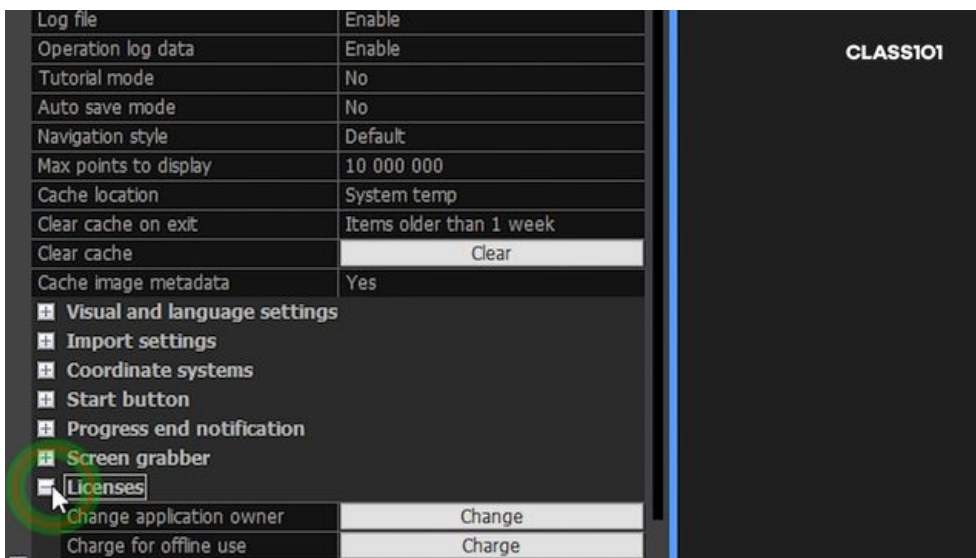 Log file Enable
Operation log data Enable
CLASS101
Tutorial mode No
Auto save mode No
Navigation style Default
Max points to display 10 000 000
Cache location System temp
Clear cache on exit Items older than 1 week
Clear cache Clear
Cache image metadata Yes
Visual and language settings
Import settings
Coordinate systems
Start button
Progress end notification
Screen grabber
Licenses
Change application owner Change
Charge for offline use Charge